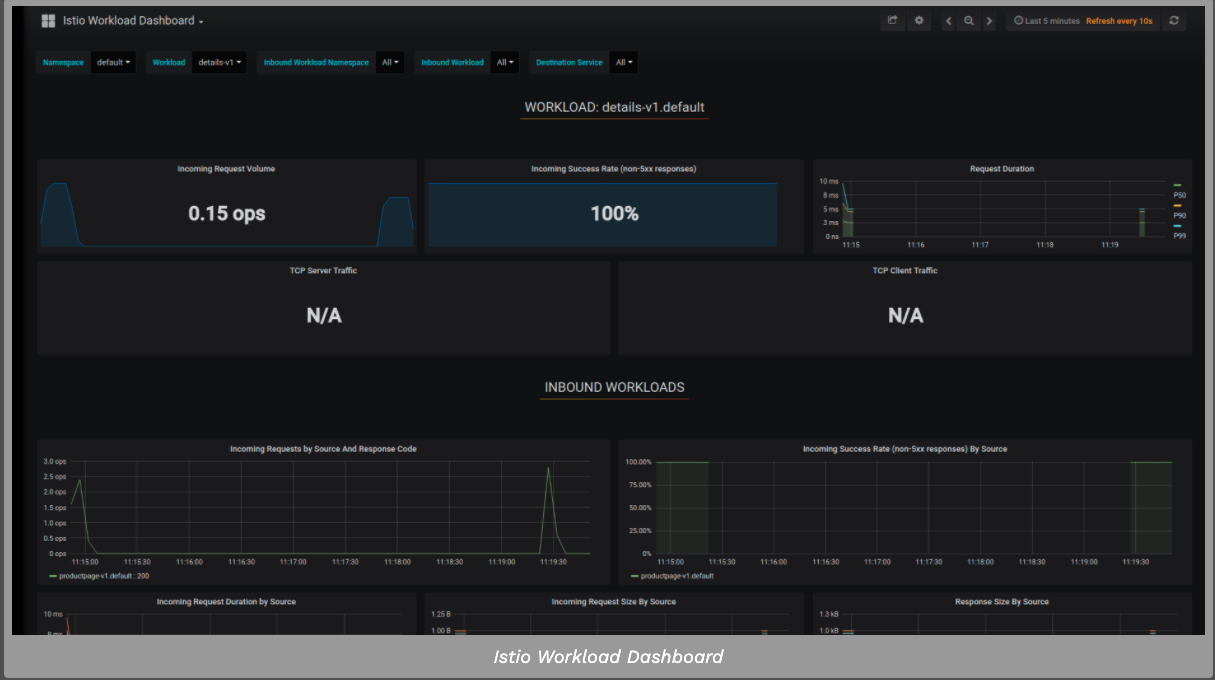 Istio Workload Dashboard
Last 5 minutes Refresh every 10s
Namespace default Workload details-v1 Inbound Workload Namespace All Inbound Workload All Destination Service All
WORKLOAD: details-v1.default
Incoming Request Volume
0.15 ops
Incoming Success Rate (non-5xx responses)
100%
Request Duration
10 ms
8 ms
5 ms
3 ms
0 ns
11:15 11:16 11:17 11:18 11:19
P50
P90
P99
TCP Server Traffic
N/A
TCP Client Traffic
N/A
INBOUND WORKLOADS
Incoming Requests by Source And Response Code
3.0 ops
2.5 ops
2.0 ops
1.5 ops
1.0 ops
0.5 ops
0 ops
11:15:00 11:15:30 11:16:00 11:16:30 11:17:00 11:17:30 11:18:00 11:18:30 11:19:00 11:19:30
productpage-v1.default : 200
Incoming Success Rate (non-5xx responses) By Source
100.00%
75.00%
50.00%
25.00%
0%
11:15:00 11:15:30 11:16:00 11:16:30 11:17:00 11:17:30 11:18:00 11:18:30 11:19:00 11:19:30
productpage-v1.default
Incoming Request Duration by Source
10 ms
8 ms
Incoming Request Size By Source
1.25 B
1.00 B
Response Size By Source
1.3 kB
1.0 kB
Istio Workload Dashboard